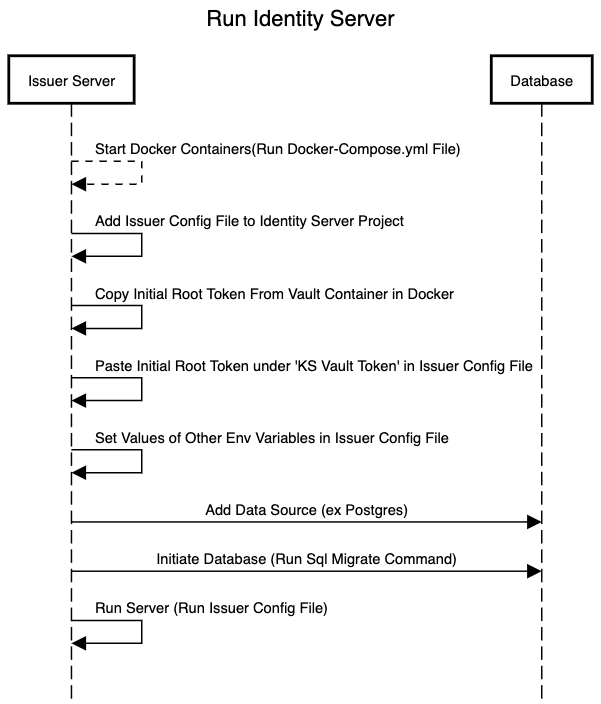 Run Identity Server
Issuer Server
Database
Start Docker Containers(Run Docker-Compose.yml File)
Add Issuer Config File to Identity Server Project
Copy Initial Root Token From Vault Container in Docker
Paste Initial Root Token under 'KS Vault Token' in Issuer Config File
Set Values of Other Env Variables in Issuer Config File
Add Data Source (ex Postgres)
Initiate Database (Run Sql Migrate Command)
Run Server (Run Issuer Config File)